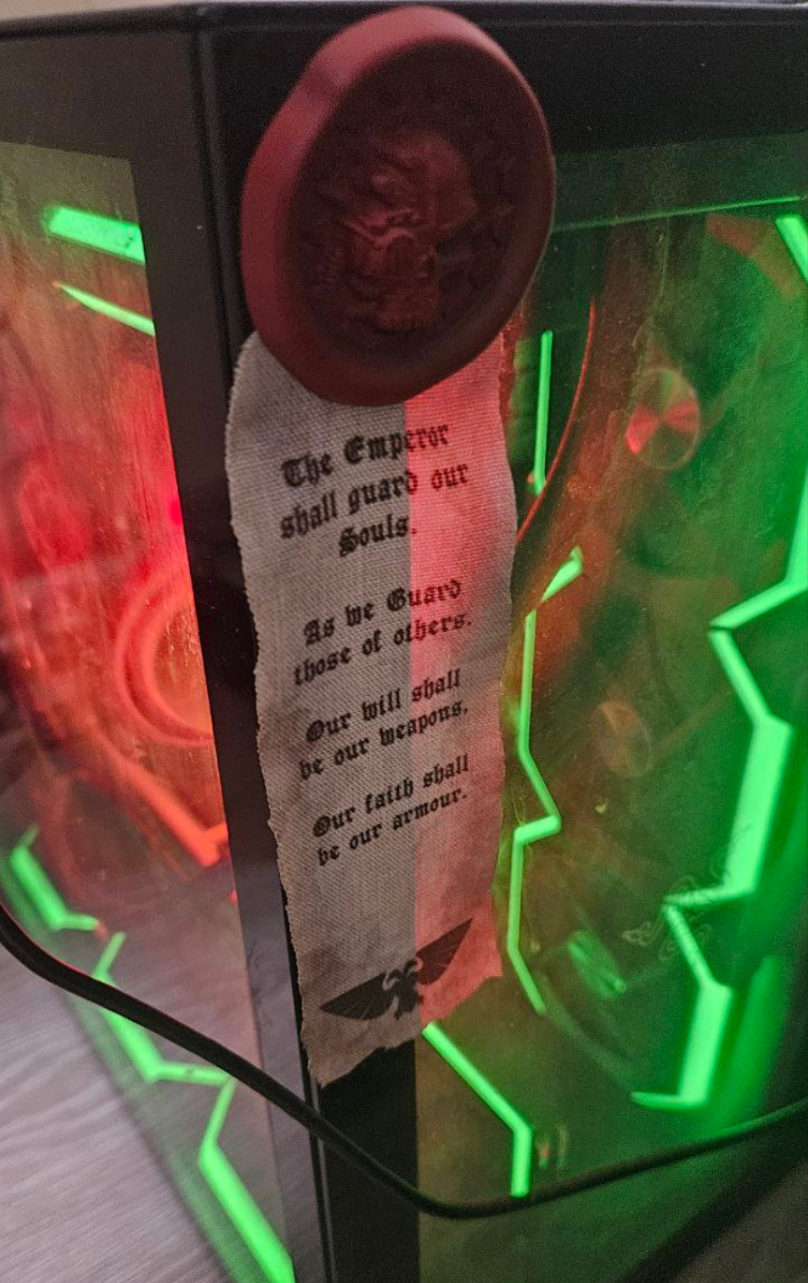 The Emperor
shall guard our
Souls.
As we Guard
those of others.
Our will shall
be our weapons.
Our faith shall
be our armour.